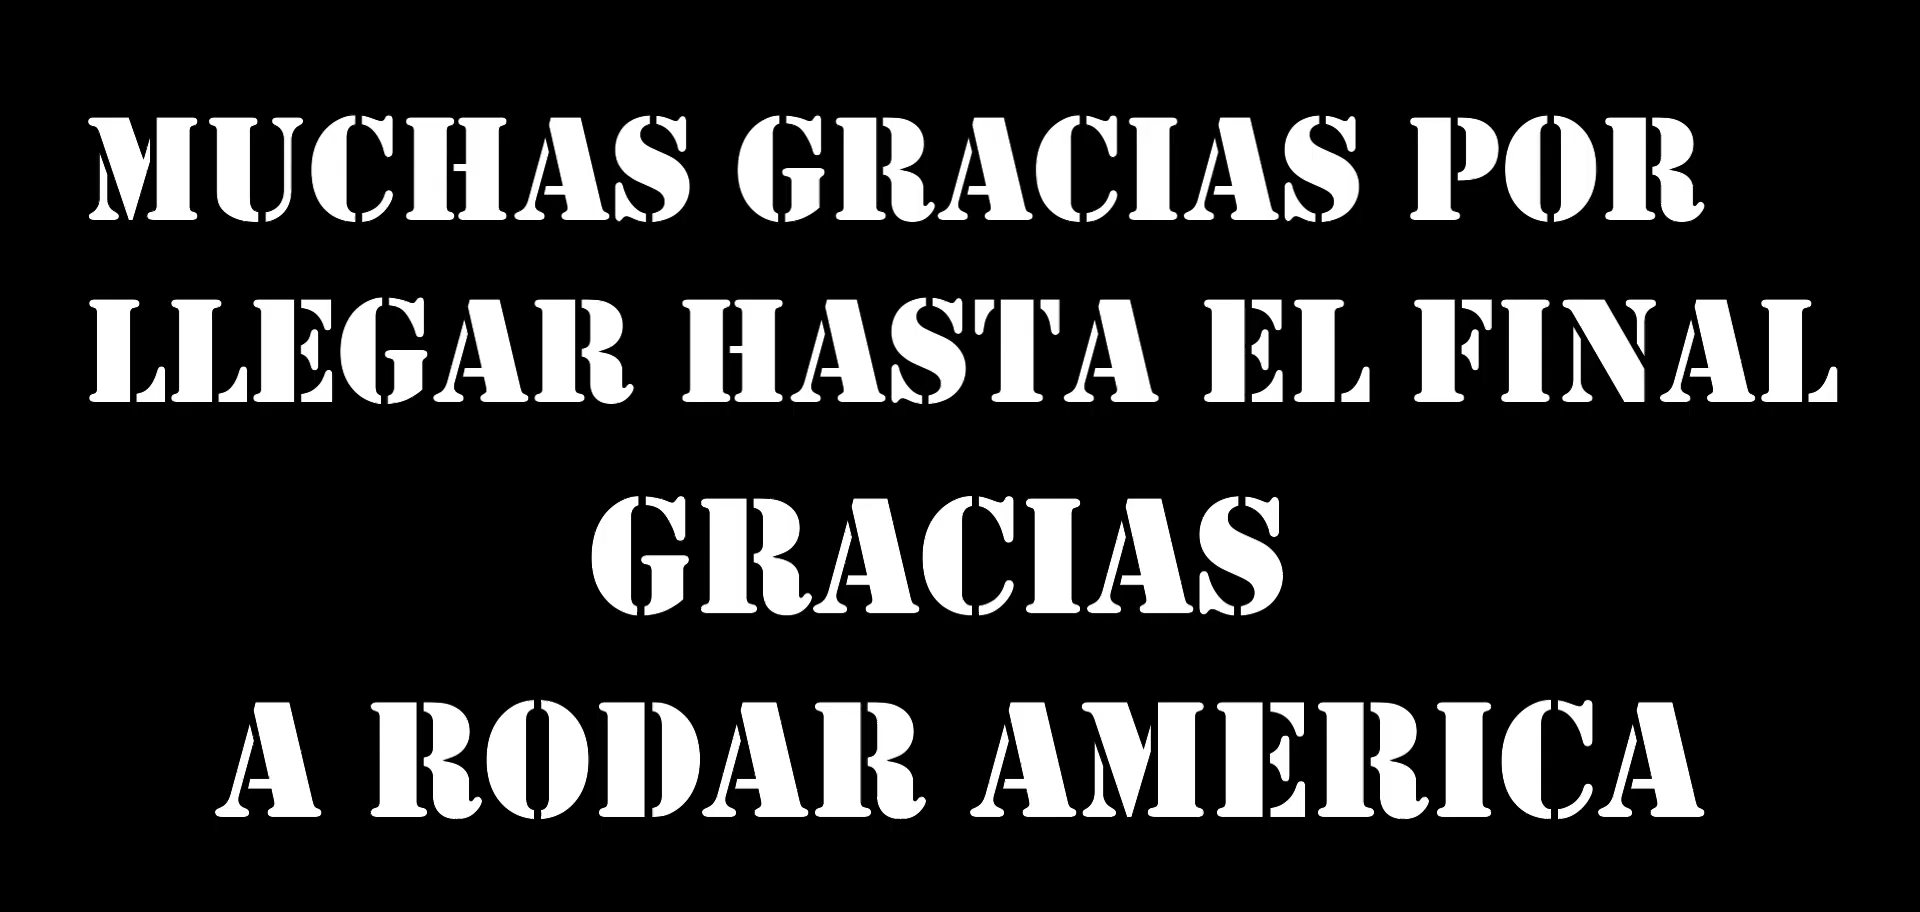 MUCHAS GRACIAS POR
LLEGAR HASTA EL FINAL
GRACIAS
A RODAR AMERICA